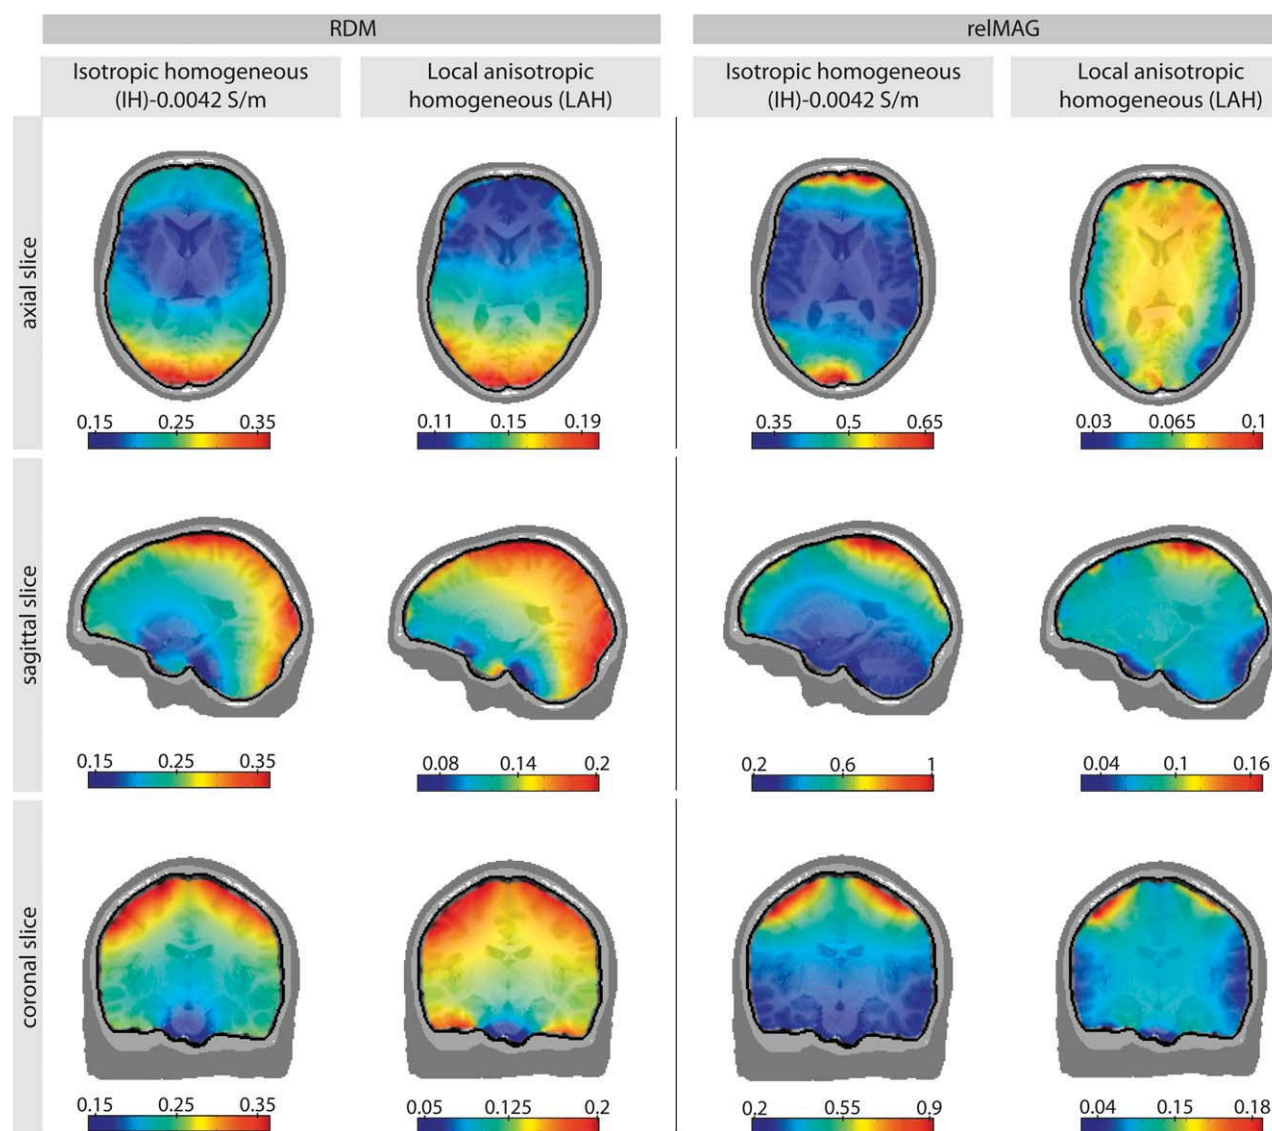 RDM
relMAG
Isotropic homogeneous
(IH)-0.0042 S/m
Local anisotropic
homogeneous (LAH)
Isotropic homogeneous
(IH)-0.0042 S/m
Local anisotropic
homogeneous (LAH)
axial slice
0.15 0.25 0.35
0.11 0.15 0.19
0.35 0.5 0.65
0.03 0.065 0.1
sagittal slice
0.15 0.25 0.35
0.08 0.14 0.2
0.2 0.6 1
0.04 0.1 0.16
coronal slice
0.15 0.25 0.35
0.05 0.125 0.2
0.2 0.55 0.9
0.04 0.15 0.18